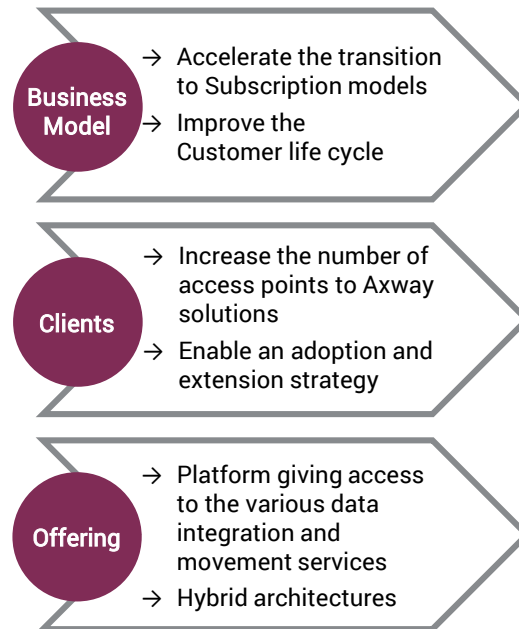 Business
Model
→ Accelerate the transition
to Subscription models
→ Improve the
Customer life cycle
Clients
→ Increase the number of
access points to Axway
solutions
→ Enable an adoption and
extension strategy
Offering
→ Platform giving access
to the various data
integration and
movement services
→ Hybrid architectures